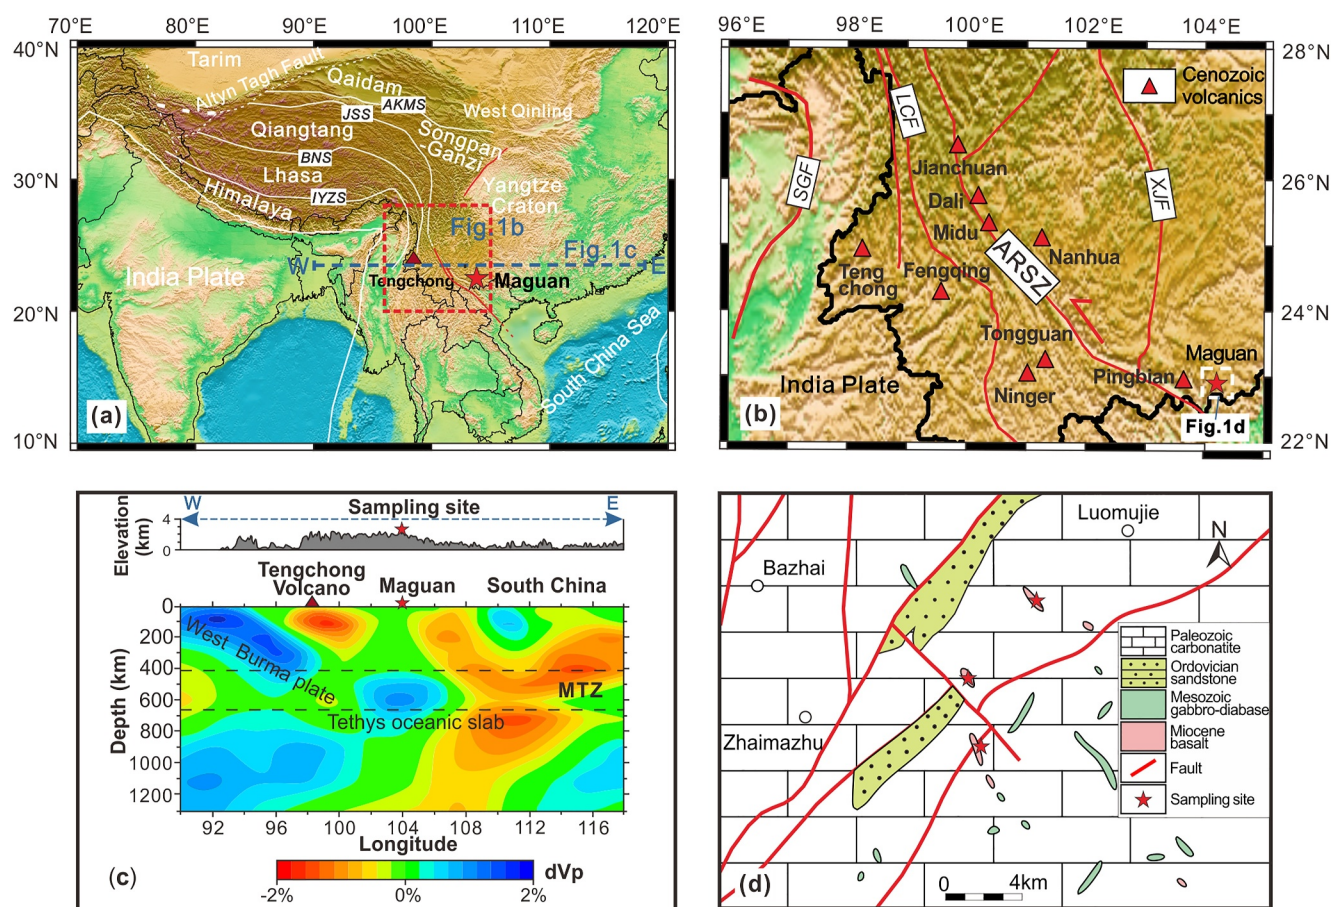 70°E 80°E 90°E 100°E 110°E 120°E
40°N
30°N
20°N
10°N
Tarim
Altyn Tagh Fault
Qaidam
AKMS
JSS
West Qinling
Songpan
-Ganzi
Qiangtang
BNS
Lhasa
IYZS
Himalaya
Yangtze
Craton
Fig.1b
Fig.1c
W
E
India Plate
Tengchong
Maguan
South China Sea
(a)
96°E 98°E 100°E 102°E 104°E
28°N
26°N
24°N
22°N
Cenozoic
volcanics
LCF
SGF
XJF
Jianchuan
Dali
Midu
Nanhua
ARSZ
Teng
chong
Fengqing
Tongguan
Maguan
Pingbian
Ninger
India Plate
Fig.1d
(b)
W
E
Sampling site
Elevation
(km)
4
0
Tengchong
Volcano
Maguan
South China
Depth (km)
0
200
400
600
800
1000
1200
West Burma plate
MTZ
Tethys oceanic slab
92 96 100 104 108 112 116
Longitude
dVp
-2% 0% 2%
(c)
Luomujie
N
Bazhai
Zhaimazhu
Paleozoic
carbonatite
Ordovician
sandstone
Mesozoic
gabbro-diabase
Miocene
basalt
Fault
Sampling site
0 4km
(d)